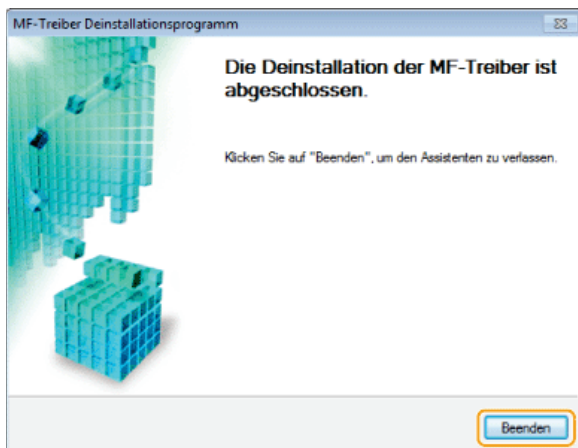 MF-Treiber Deinstallationsprogramm
Die Deinstallation der MF-Treiber ist
abgeschlossen.
Klicken Sie auf "Beenden", um den Assistenten zu verlassen.
Beenden